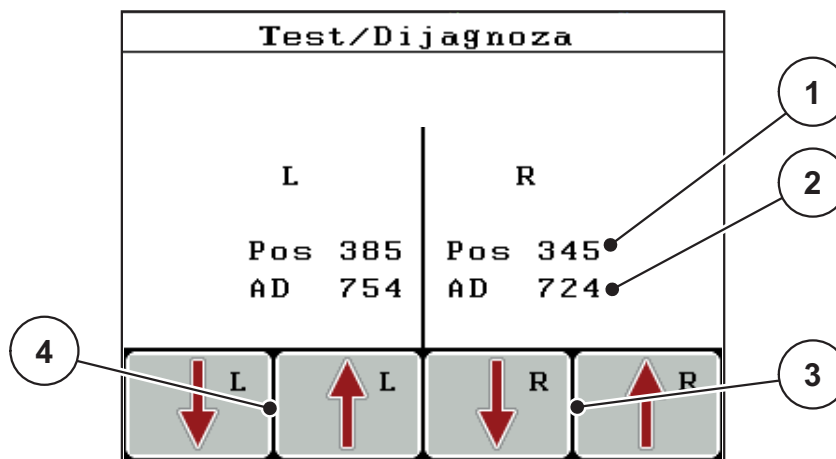 Test/Dijagnoza
1
L R
2
Pos 385 Pos 345
AD 754 AD 724
4 L L R R 3